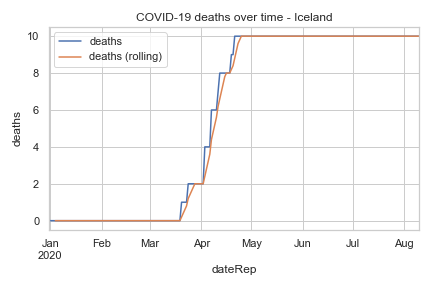 COVID-19 deaths over time - Iceland
deaths
deaths (rolling)
10
8
6
4
2
0
deaths
Jan Feb Mar Apr May Jun Jul Aug
2020
dateRep